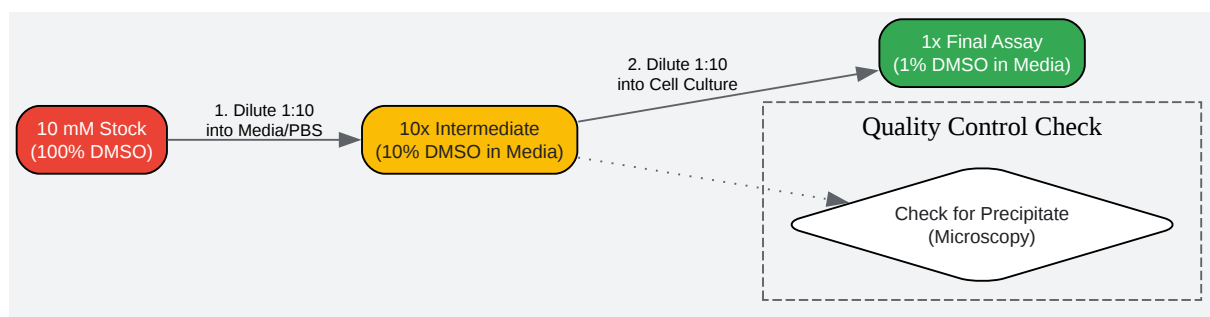 10 mM Stock
(100% DMSO)
1. Dilute 1:10
into Media/PBS
10x Intermediate
(10% DMSO in Media)
2. Dilute 1:10
into Cell Culture
1x Final Assay
(1% DMSO in Media)
Quality Control Check
Check for Precipitate
(Microscopy)